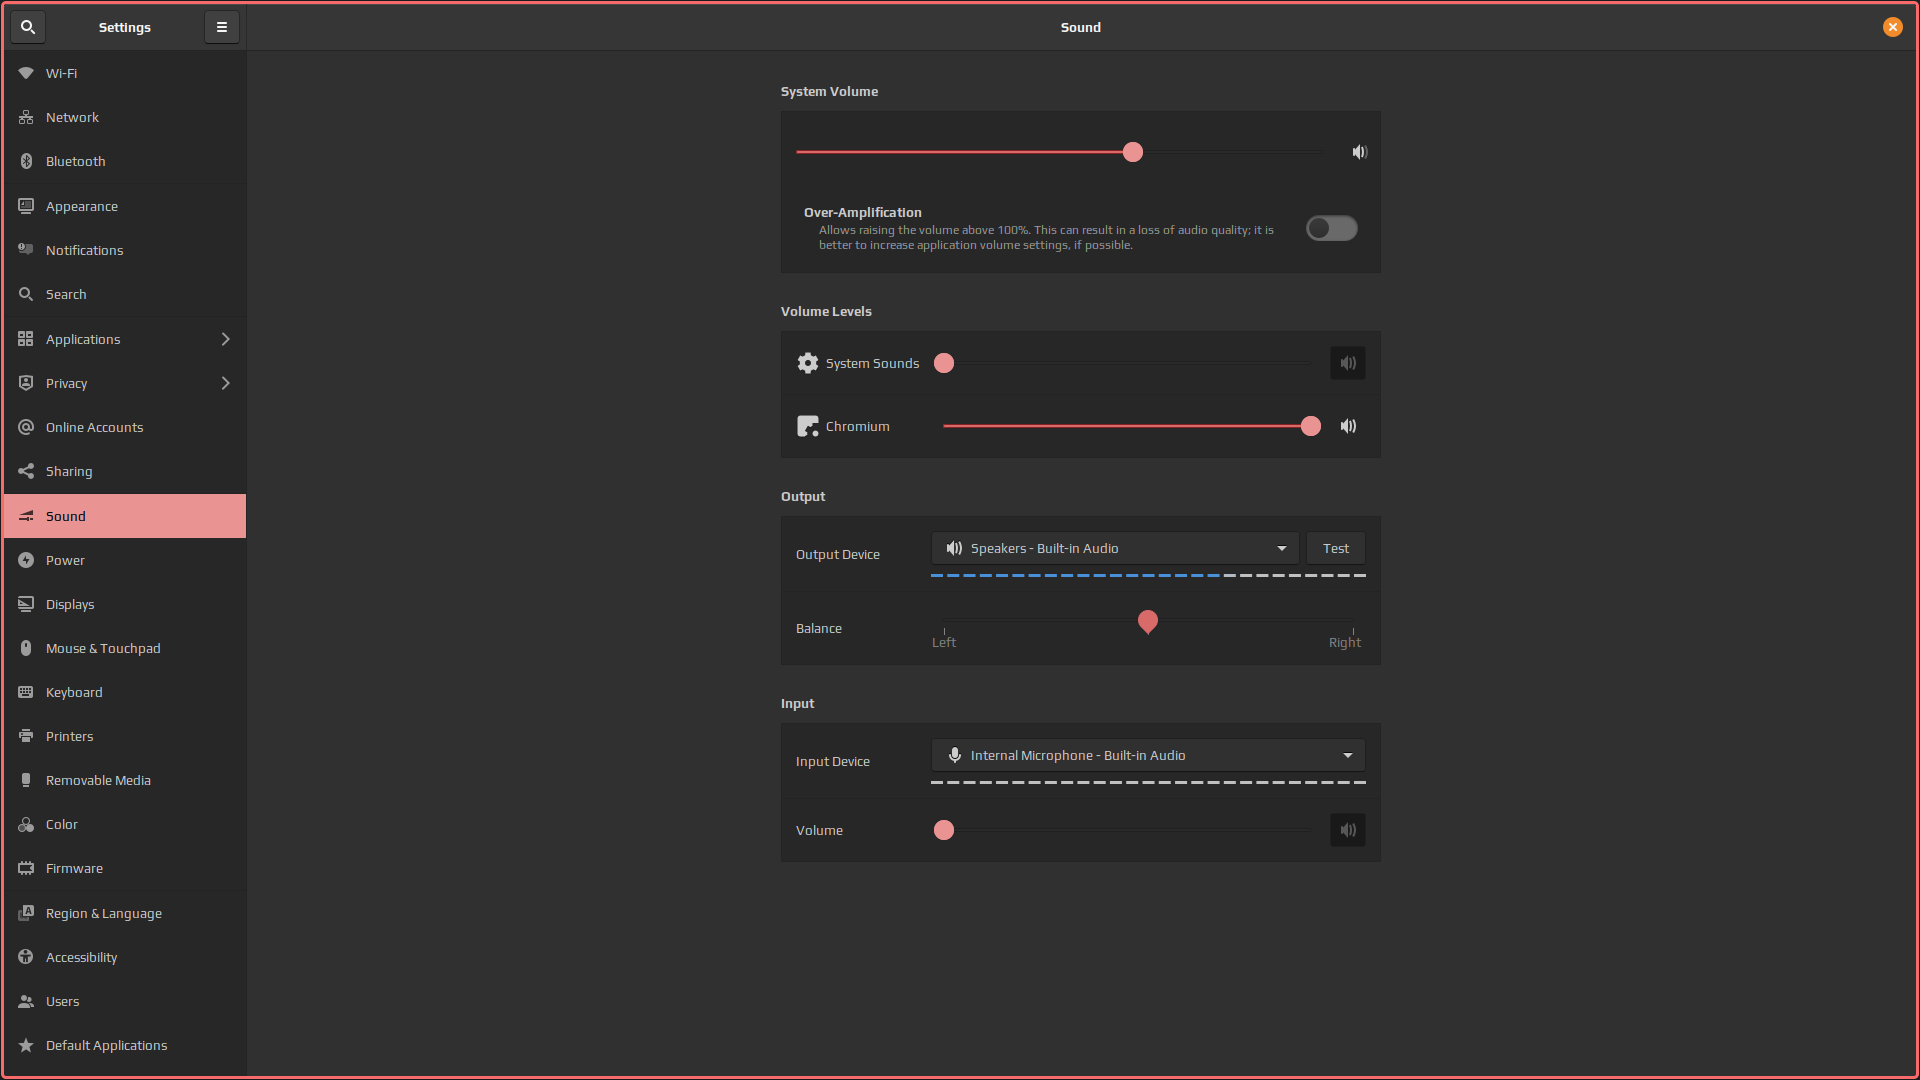 Settings
Sound
Wi-Fi
Network
Bluetooth
Appearance
Notifications
Search
Applications
Privacy
Online Accounts
Sharing
Sound
Power
Displays
Mouse & Touchpad
Keyboard
Printers
Removable Media
Color
Firmware
Region & Language
Accessibility
Users
Default Applications
System Volume
Over-Amplification
Allows raising the volume above 100%. This can result in a loss of audio quality; it is
better to increase application volume settings, if possible.
Volume Levels
System Sounds
Chromium
Output
Output Device
Speakers - Built-in Audio
Test
Balance
Left
Right
Input
Input Device
Internal Microphone - Built-in Audio
Volume